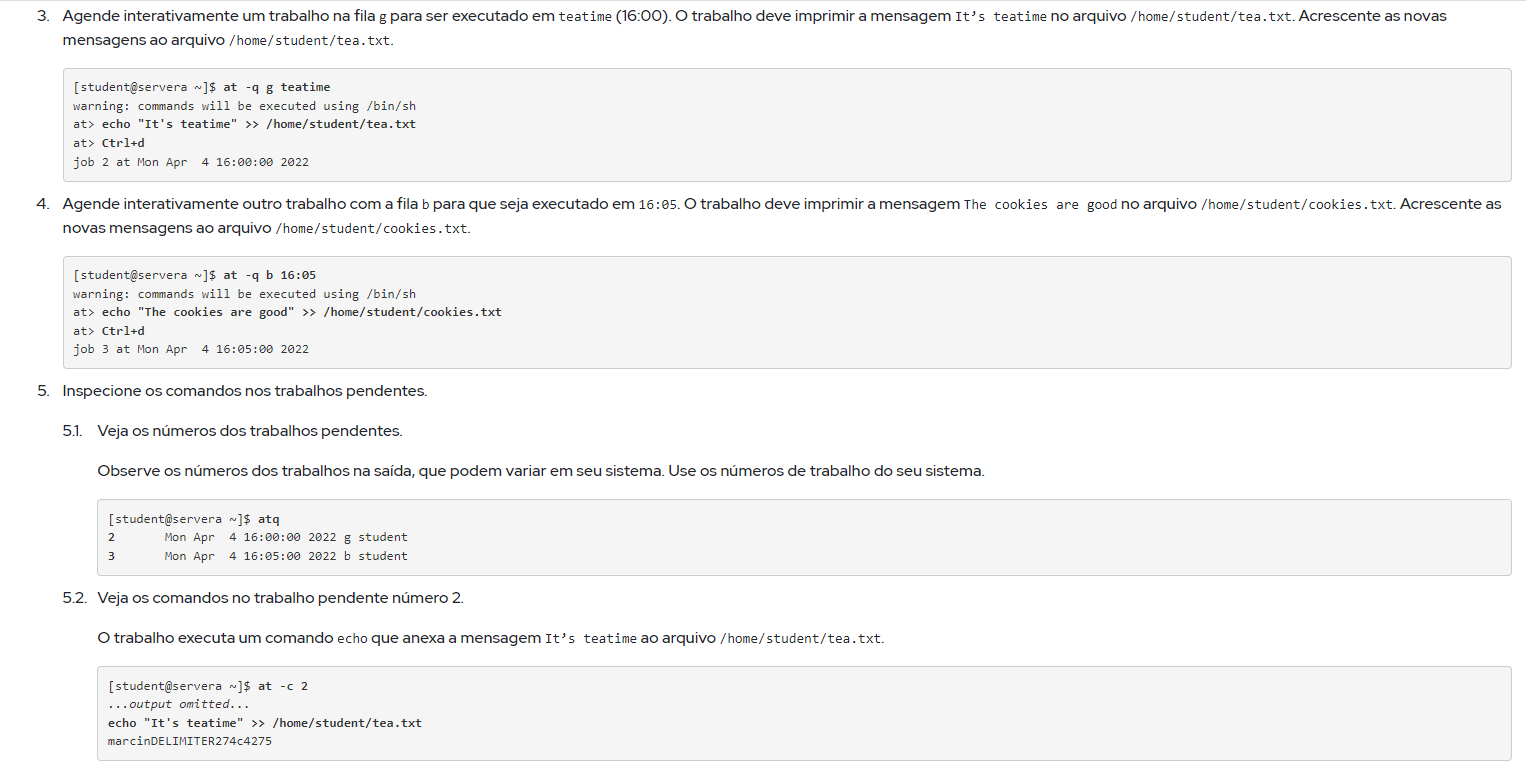 3. Agende interativamente um trabalho na fila g para ser executado em teatime (16:00). O trabalho deve imprimir a mensagem It’s teatime no arquivo /home/student/tea.txt. Acrescente as novas
mensagens ao arquivo /home/student/tea.txt.
[student@servera ~]$ at -q g teatime
warning: commands will be executed using /bin/sh
at> echo "It's teatime" >> /home/student/tea.txt
at> Ctrl+d
job 2 at Mon Apr  4 16:00:00 2022
4. Agende interativamente outro trabalho com a fila b para que seja executado em 16:05. O trabalho deve imprimir a mensagem The cookies are good no arquivo /home/student/cookies.txt. Acrescente as
novas mensagens ao arquivo /home/student/cookies.txt.
[student@servera ~]$ at -q b 16:05
warning: commands will be executed using /bin/sh
at> echo "The cookies are good" >> /home/student/cookies.txt
at> Ctrl+d
job 3 at Mon Apr  4 16:05:00 2022
5. Inspecione os comandos nos trabalhos pendentes.
5.1. Veja os números dos trabalhos pendentes.
Observe os números dos trabalhos na saída, que podem variar em seu sistema. Use os números de trabalho do seu sistema.
[student@servera ~]$ atq
2       Mon Apr  4 16:00:00 2022 g student
3       Mon Apr  4 16:05:00 2022 b student
5.2. Veja os comandos no trabalho pendente número 2.
O trabalho executa um comando echo que anexa a mensagem It’s teatime ao arquivo /home/student/tea.txt.
[student@servera ~]$ at -c 2
...output omitted...
echo "It's teatime" >> /home/student/tea.txt
marcinDELIMITER274c4275